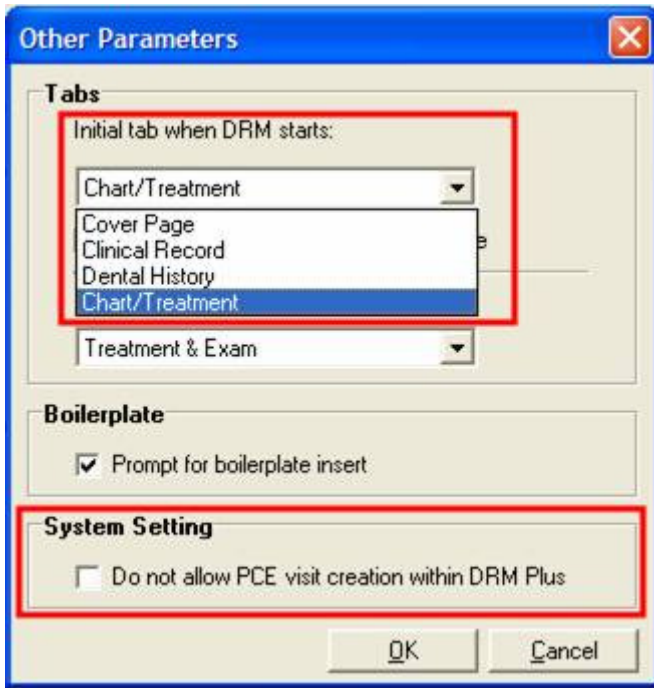 Other Parameters
Tabs
Initial tab when DRM starts:
Chart/Treatment
Cover Page
Clinical Record
Dental History
Chart/Treatment
Treatment & Exam
Boilerplate
Prompt for boilerplate insert
System Setting
Do not allow PCE visit creation within DRM Plus
OK
Cancel